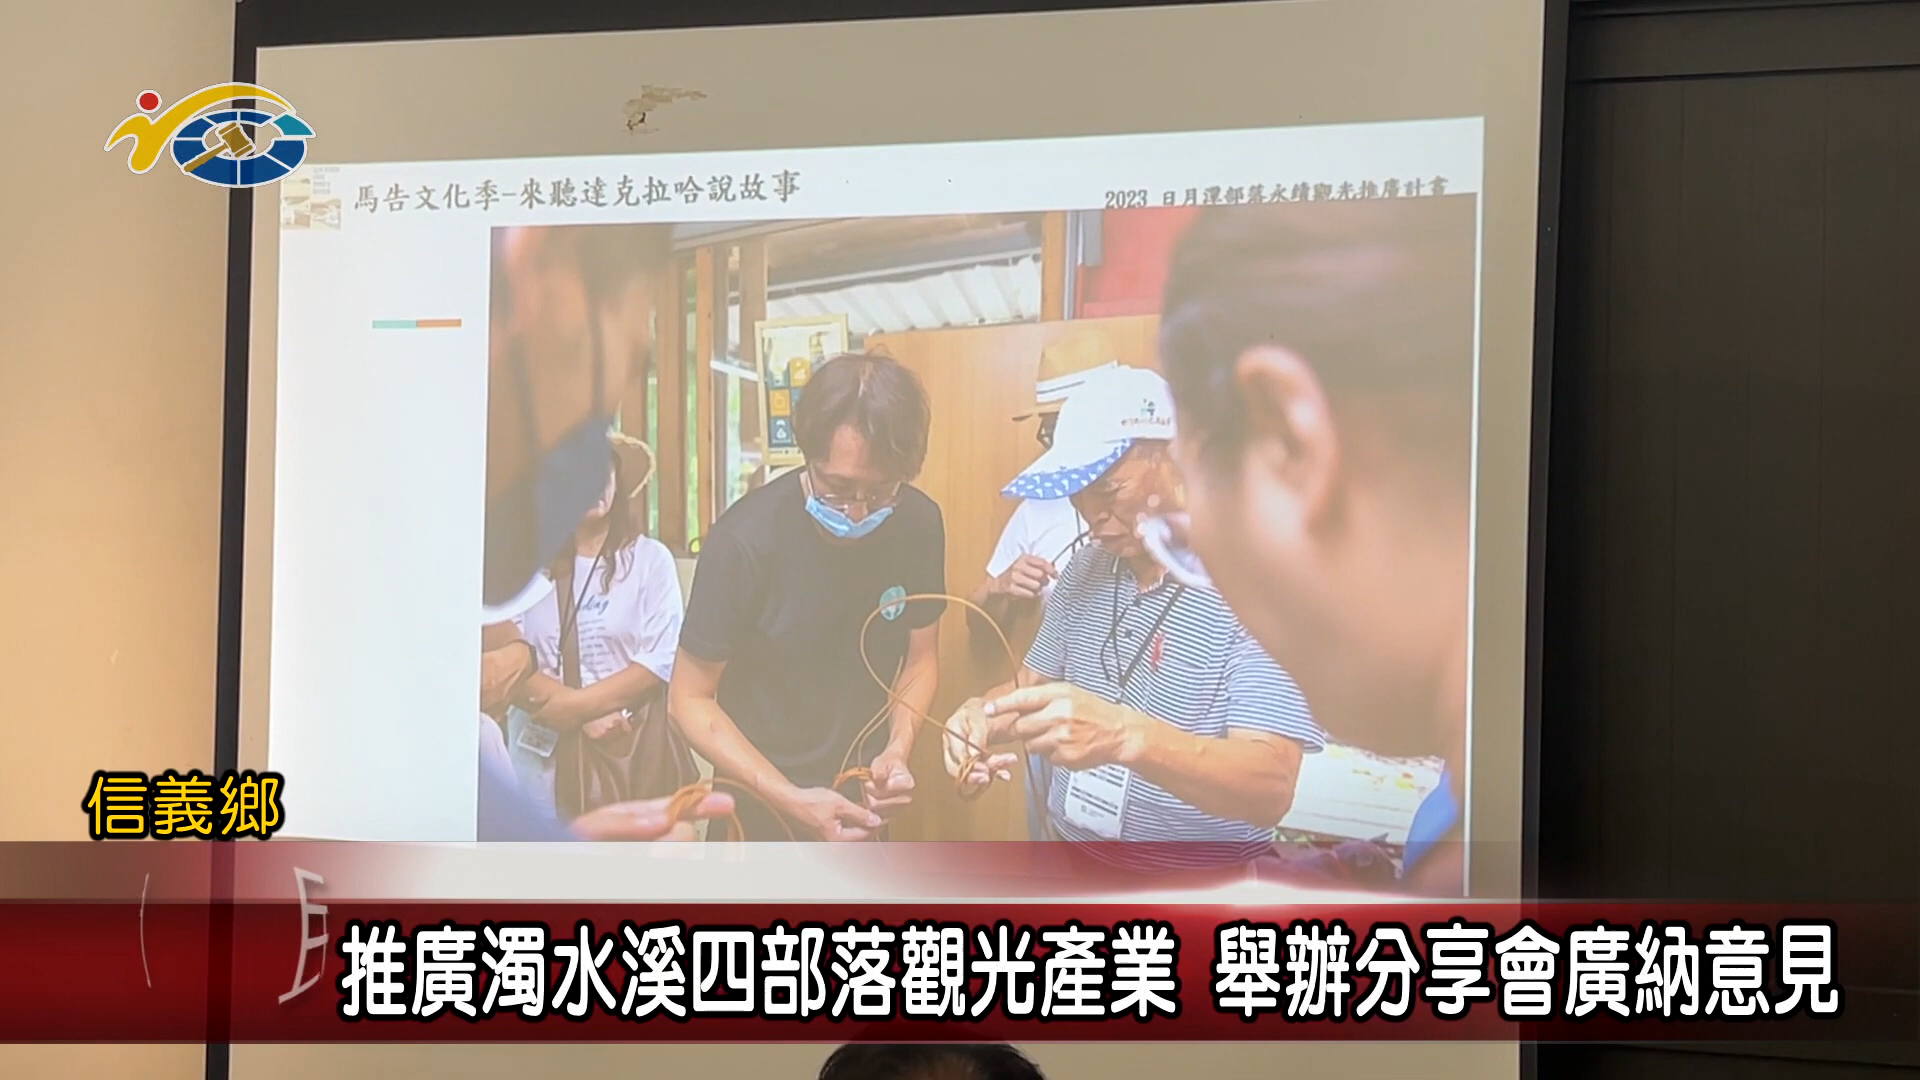 馬告文化季-來聽達克拉哈說故事
2023 日月潭部落永續觀光推廣計畫
信義鄉
推廣濁水溪四部落觀光產業 舉辦分享會廣納意見